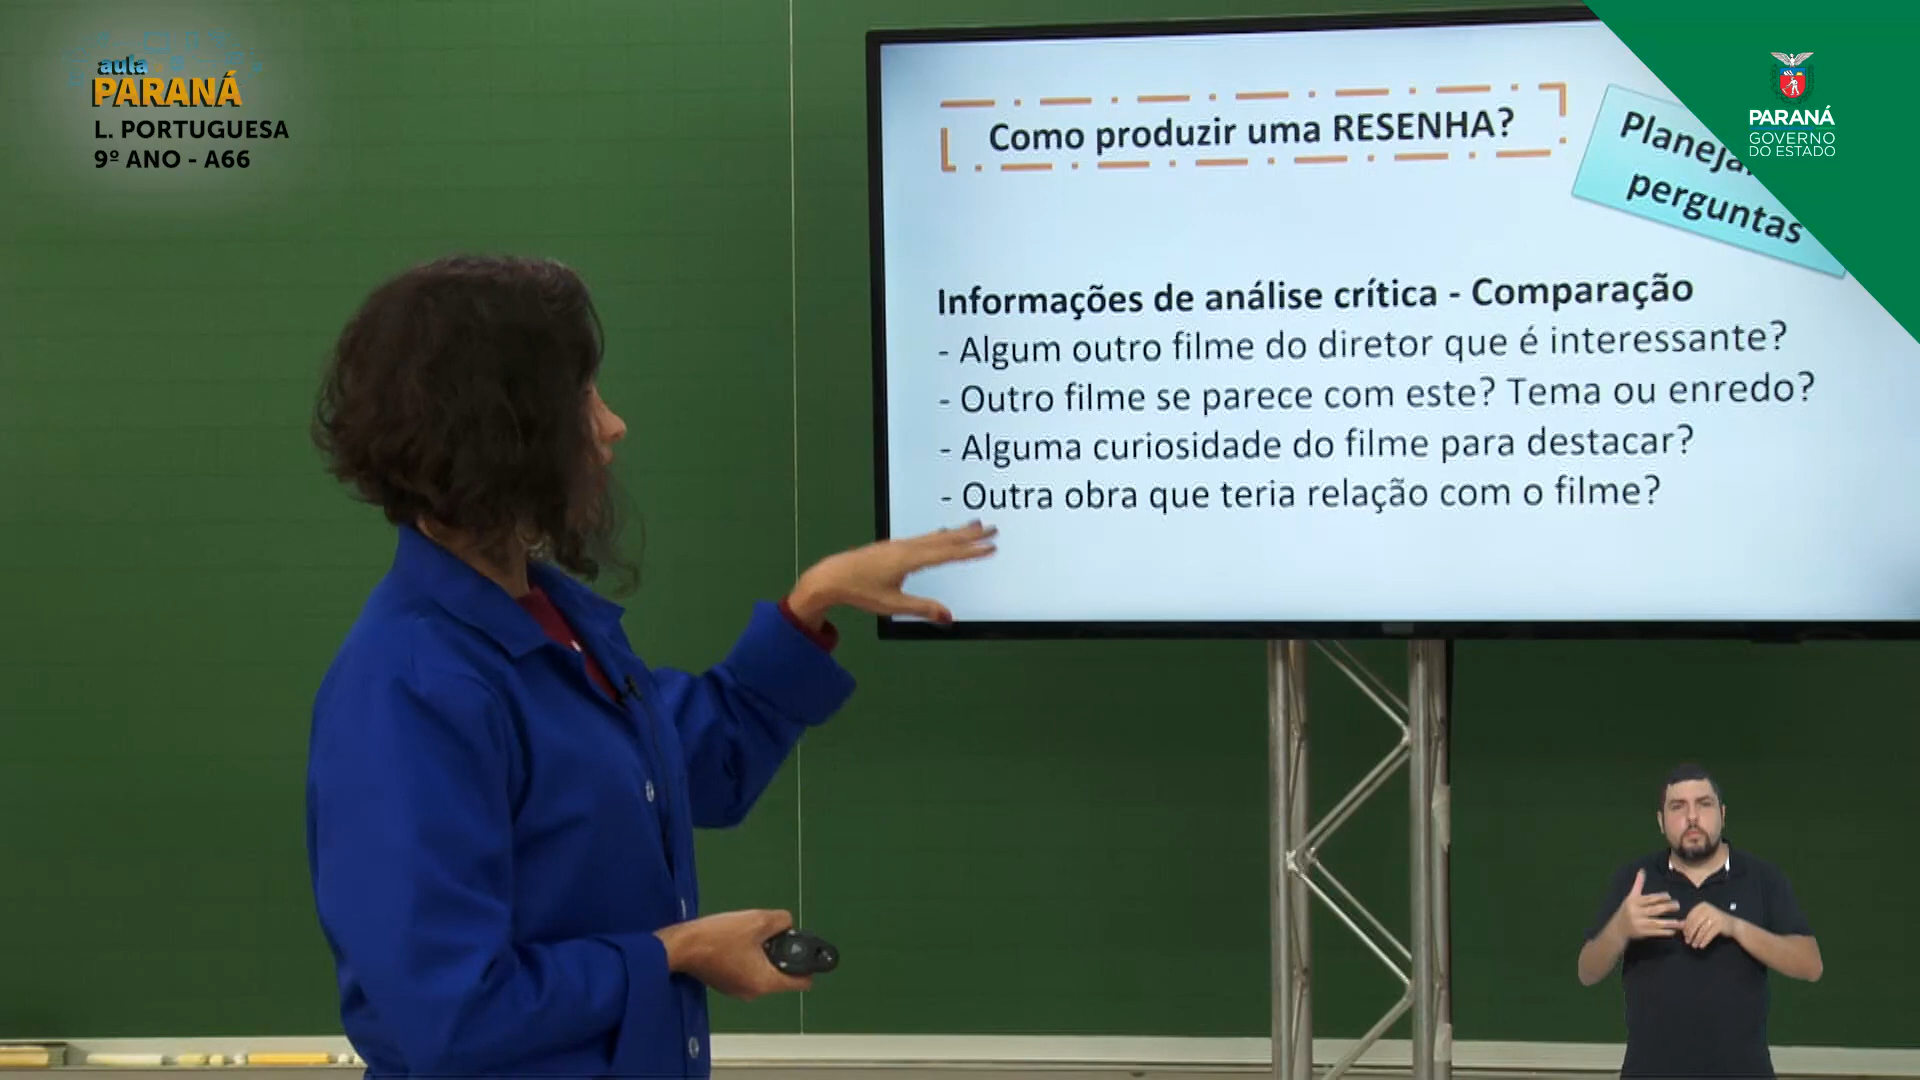 aula
PARANÁ
L. PORTUGUESA
9º ANO - A66
Como produzir uma RESENHA?
perguntas
PARANÁ
GOVERNO
DO ESTADO
Informações de análise crítica - Comparação
- Algum outro filme do diretor que é interessante?
- Outro filme se parece com este? Tema ou enredo?
- Alguma curiosidade do filme para destacar?
- Outra obra que teria relação com o filme?